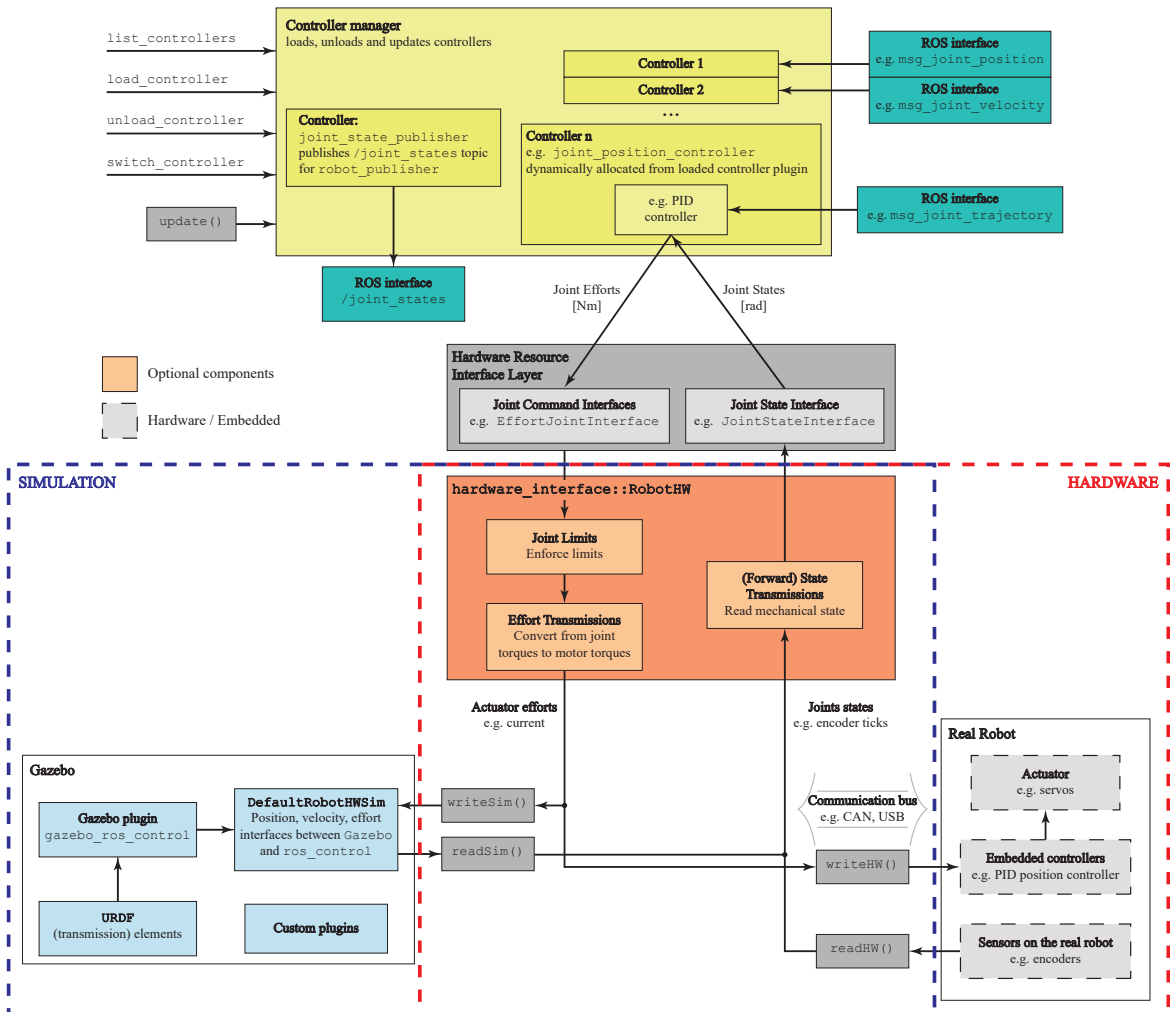 Controller manager
loads, unloads and updates controllers
list_controllers
load_controller
unload_controller
switch_controller
update()
Controller 1
Controller 2
...
ROS interface
e.g. msg_joint_position
ROS interface
e.g. msg_joint_velocity
Controller:
joint_state_publisher
publishes /joint_states topic
for robot_publisher
Controller n
e.g. joint_position_controller
dynamically allocated from loaded controller plugin
e.g. PID
controller
ROS interface
e.g. msg_joint_trajectory
ROS interface
/joint_states
Joint Efforts
[Nm]
Joint States
[rad]
Optional components
Hardware / Embedded
Hardware Resource
Interface Layer
Joint Command Interfaces
e.g. EffortJointInterface
Joint State Interface
e.g. JointStateInterface
SIMULATION
HARDWARE
hardware_interface::RobotHW
Joint Limits
Enforce limits
Effort Transmissions
Convert from joint
torques to motor torques
(Forward) State
Transmissions
Read mechanical state
Actuator efforts
e.g. current
Joints states
e.g. encoder ticks
Gazebo
Gazebo plugin
gazebo_ros_control
DefaultRobotHWSim
Position, velocity, effort
interfaces between Gazebo
and ros_control
URDF
(transmission) elements
Custom plugins
writeSim()
readSim()
Communication bus
e.g. CAN, USB
writeHW()
readHW()
Real Robot
Actuator
e.g. servos
Embedded controllers
e.g. PID position controller
Sensors on the real robot
e.g. encoders